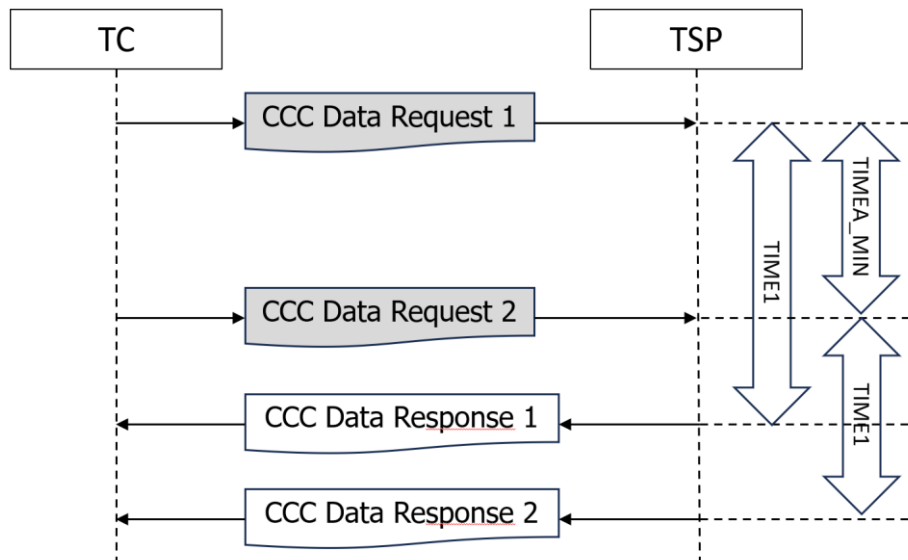 TC
TSP
CCC Data Request 1
TIME1
TIMEA_MIN
CCC Data Request 2
TIME1
CCC Data Response 1
CCC Data Response 2